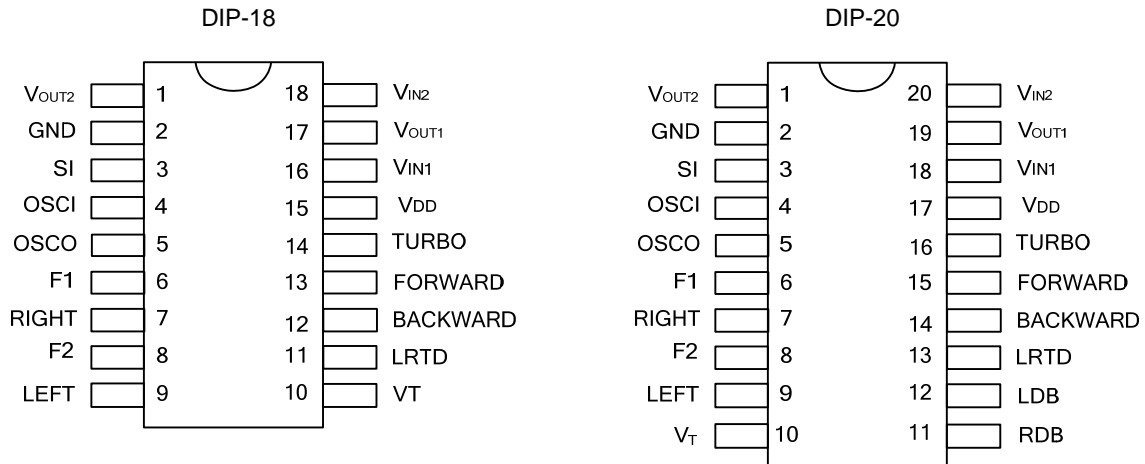 DIP-18
DIP-20
VOUT2 1 18 VIN2
GND 2 17 VOUT1
SI 3 16 VIN1
OSCI 4 15 VDD
OSCO 5 14 TURBO
F1 6 13 FORWARD
RIGHT 7 12 BACKWARD
F2 8 11 LRTD
LEFT 9 10 VT
VOUT2 1 20 VIN2
GND 2 19 VOUT1
SI 3 18 VIN1
OSCI 4 17 VDD
OSCO 5 16 TURBO
F1 6 15 FORWARD
RIGHT 7 14 BACKWARD
F2 8 13 LRTD
LEFT 9 12 LDB
VT 10 11 RDB